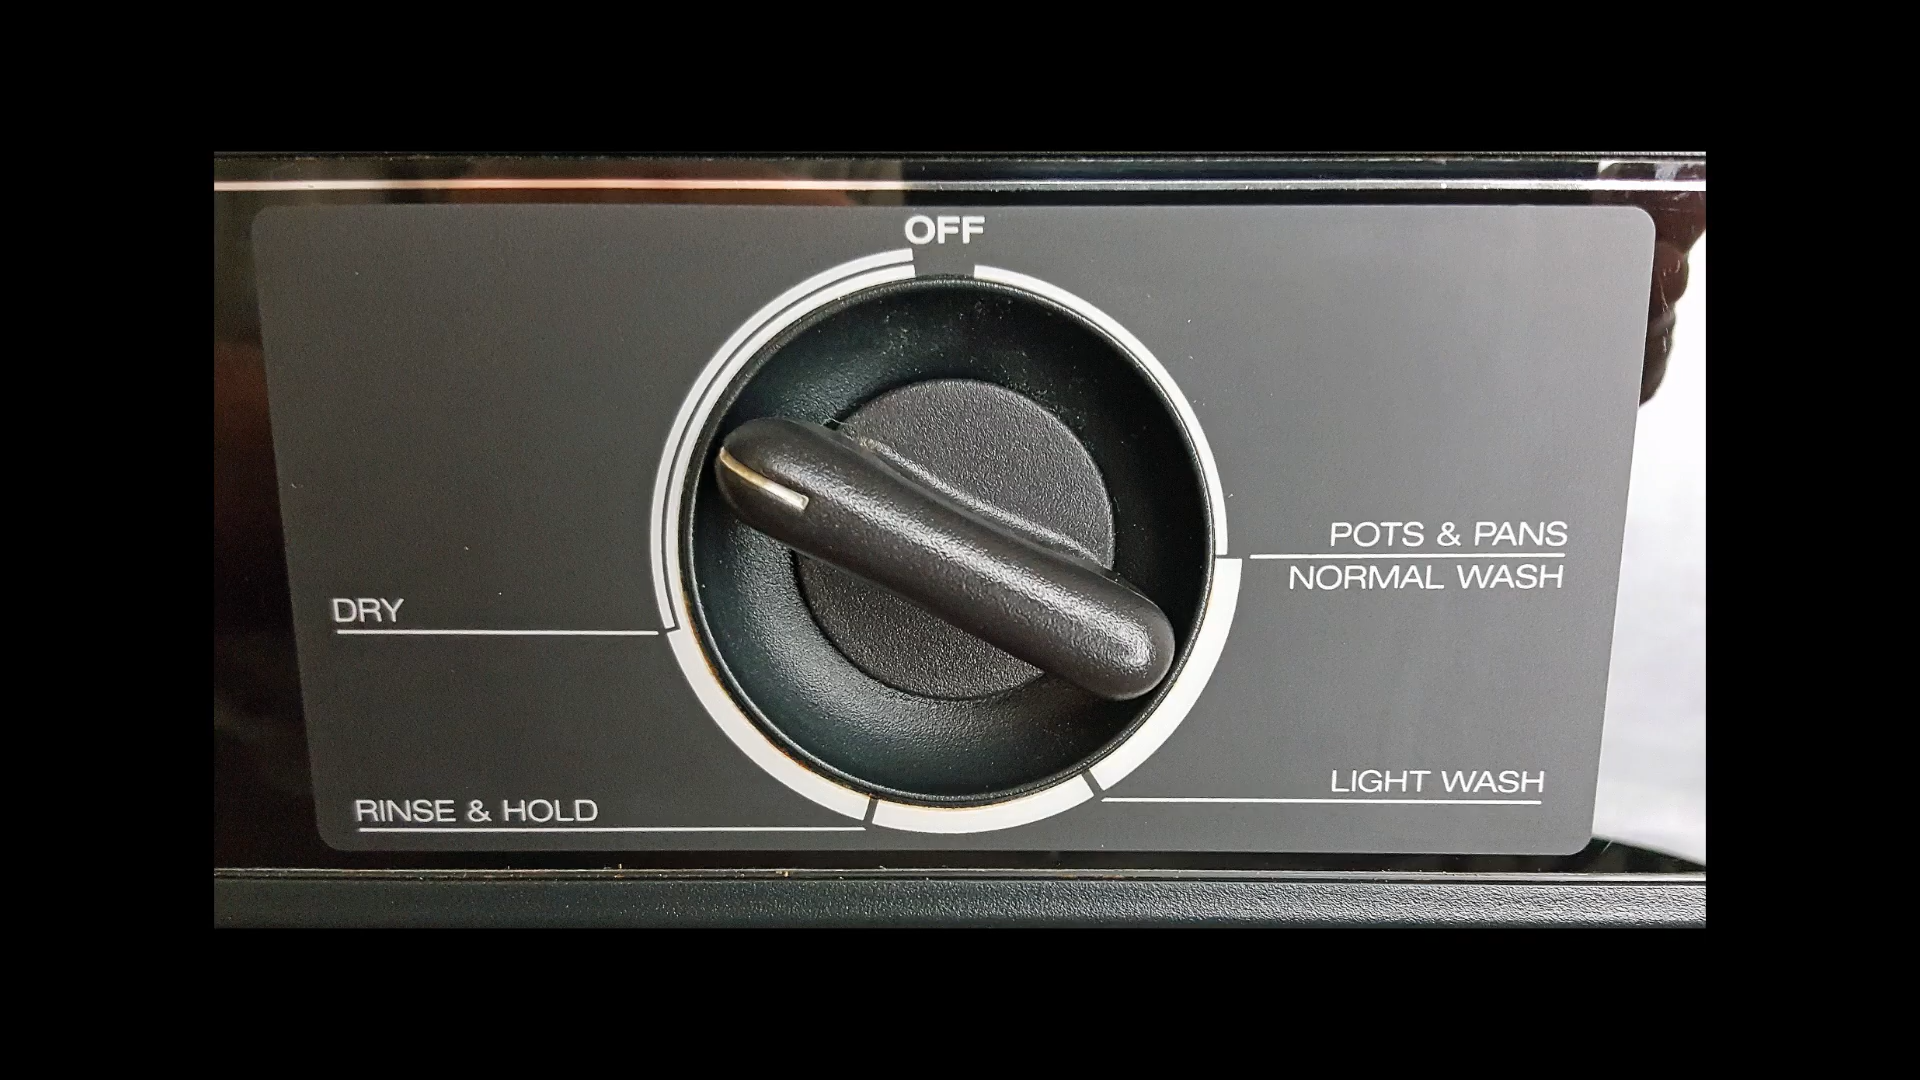 OFF
POTS & PANS
NORMAL WASH
DRY
LIGHT WASH
RINSE & HOLD